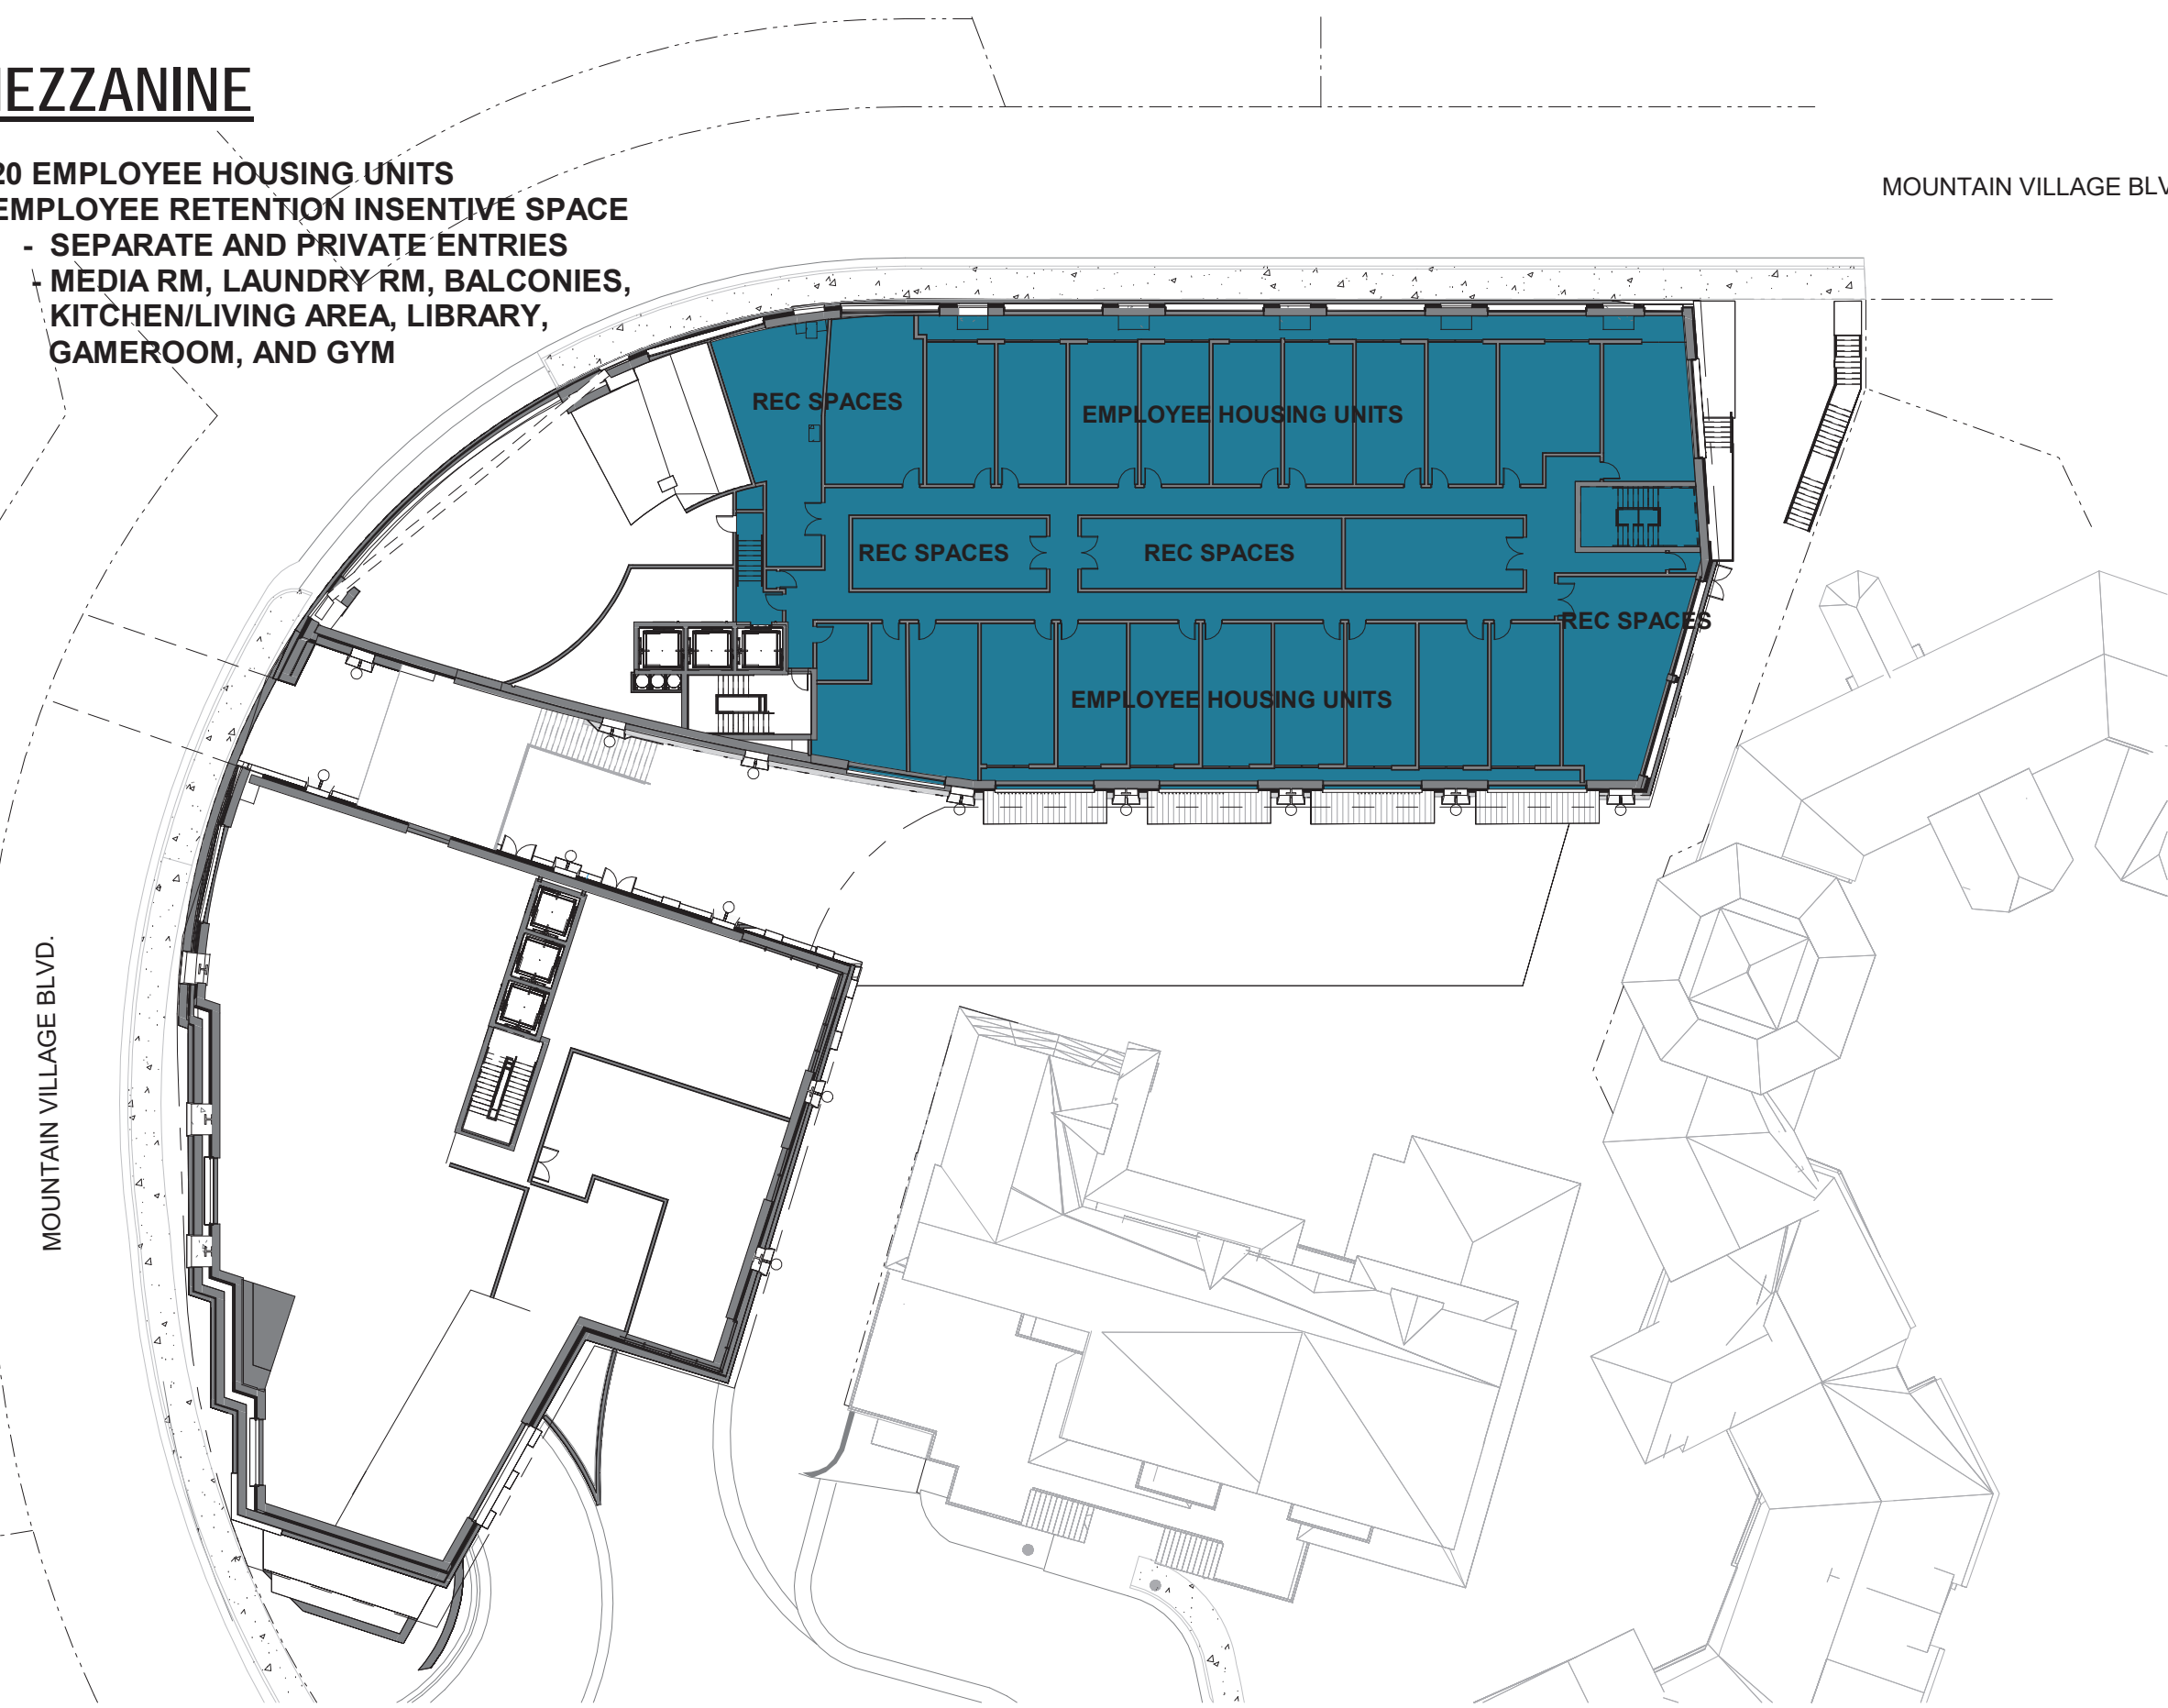 EZZANINE
20 EMPLOYEE HOUSING UNITS
EMPLOYEE RETENTION INSENTIVE SPACE
- SEPARATE AND PRIVATE ENTRIES
- MEDIA RM, LAUNDRY RM, BALCONIES,
KITCHEN/LIVING AREA, LIBRARY,
GAMEROOM, AND GYM
MOUNTAIN VILLAGE BLV
REC SPACES
EMPLOYEE HOUSING UNITS
REC SPACES
REC SPACES
REC SPACES
EMPLOYEE HOUSING UNITS
MOUNTAIN VILLAGE BLVD.